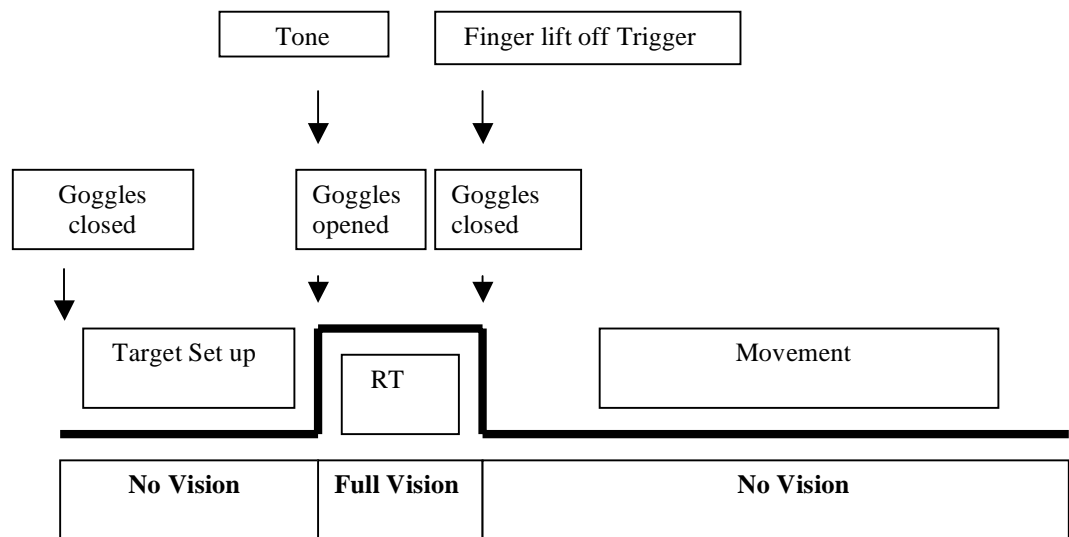 Tone
Finger lift off Trigger
Goggles
closed
Goggles
opened
Goggles
closed
Target Set up
RT
Movement
No Vision
Full Vision
No Vision